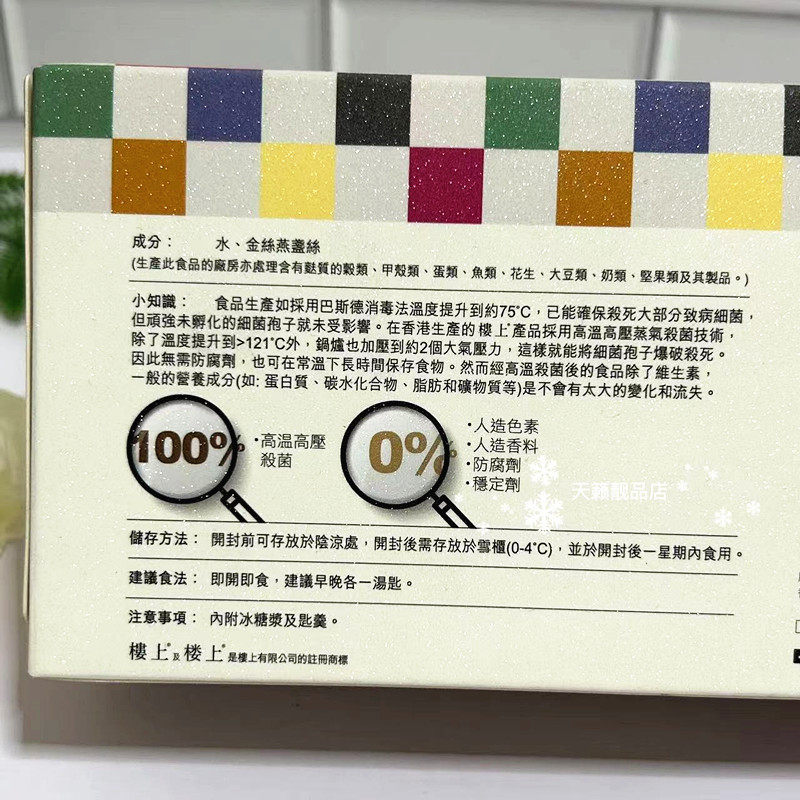 成分： 水、金絲燕盞絲
(生產此食品的廠房亦處理含有麩質的穀類、甲殼類、蛋類、魚類、花生、大豆類、奶類、堅果類及其製品。)
小知識： 食品生產如採用巴斯德消毒法溫度提升到約75°C，已能確保殺死大部分致病細菌，
但頑強未孵化的細菌孢子就未受影響。在香港生產的樓上®產品採用高溫高壓蒸氣殺菌技術，
除了溫度提升到>121°C外，鍋爐也加壓到約2個大氣壓力，這樣就能將細菌孢子爆破殺死。
因此無需防腐劑，也可在常溫下長時間保存食物。然而經高溫殺菌後的食品除了維生素，
一般的營養成分(如: 蛋白質、碳水化合物、脂肪和礦物質等)是不會有太大的變化和流失。
100% •高溫高壓
殺菌
0% •人造色素
•人造香料
•防腐劑
•穩定劑
天籟靚品店
儲存方法： 開封前可存放於陰涼處，開封後需存放於雪櫃(0-4°C)，並於開封後一星期內食用。
建議食法： 即開即食，建議早晚各一湯匙。
注意事項： 內附冰糖漿及匙羹。
樓上®及楼上®是樓上有限公司的註冊商標